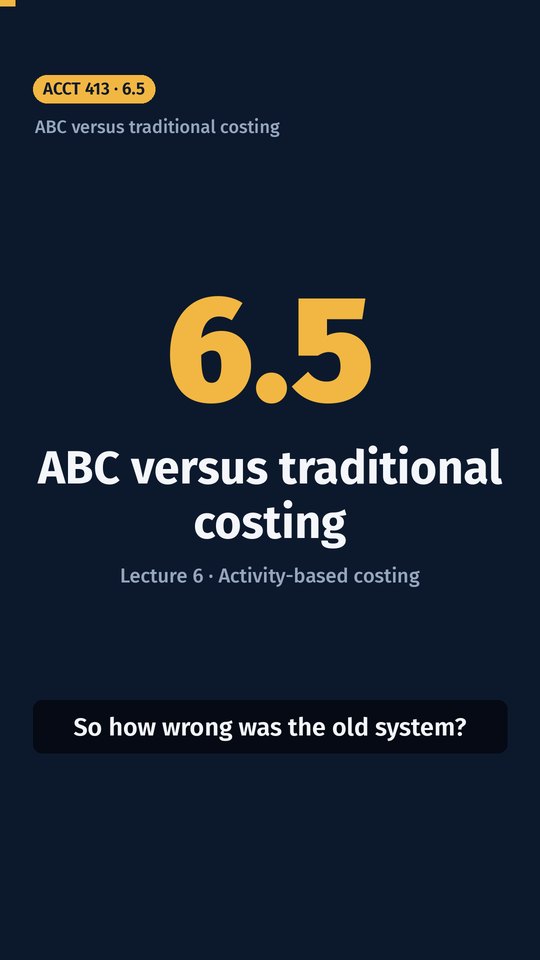 ACCT 413 · 6.5
ABC versus traditional costing
6.5
ABC versus traditional
costing
Lecture 6 · Activity-based costing
So how wrong was the old system?